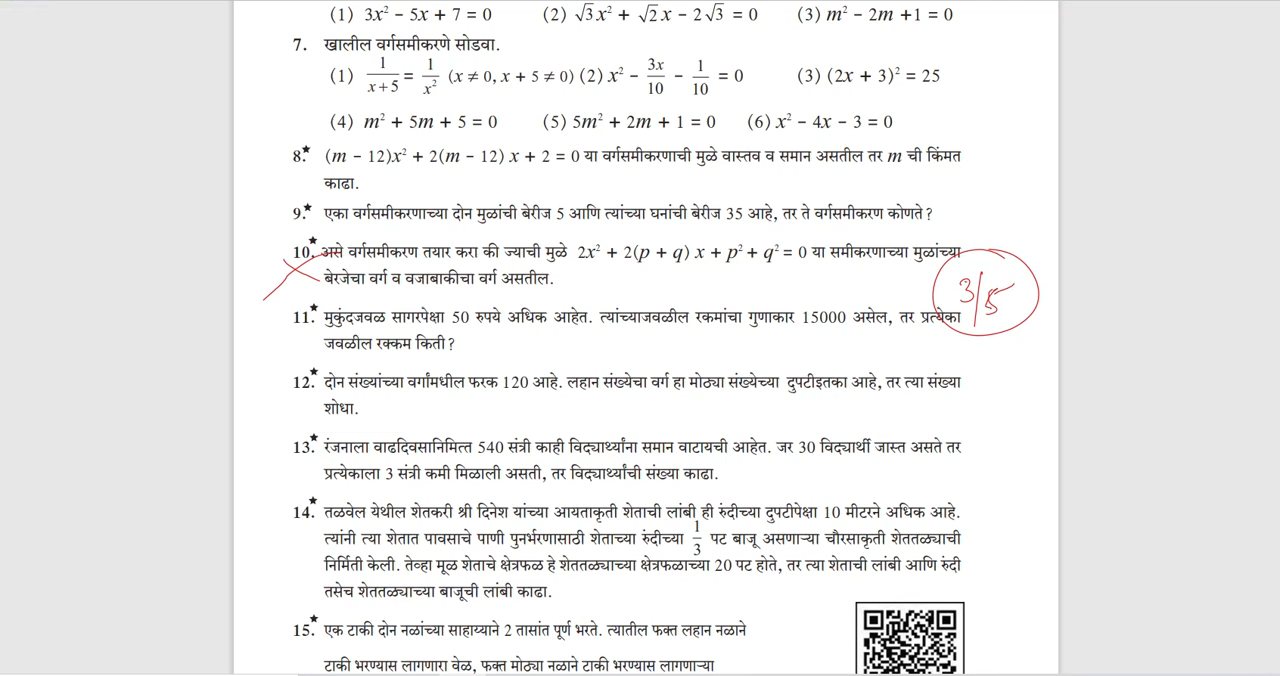 (1) 3x² − 5x + 7 = 0 (2) √3 x² + √2 x − 2√3 = 0 (3) m² − 2m + 1 = 0
7. खालील वर्गसमीकरणे सोडवा.
(1) 1/(x+5) = 1/x² (x ≠ 0, x + 5 ≠ 0) (2) x² − 3x/10 − 1/10 = 0 (3) (2x + 3)² = 25
(4) m² + 5m + 5 = 0 (5) 5m² + 2m + 1 = 0 (6) x² − 4x − 3 = 0
8.★ (m − 12)x² + 2(m − 12) x + 2 = 0 या वर्गसमीकरणाची मुळे वास्तव व समान असतील तर m ची किंमत
काढा.
9.★ एका वर्गसमीकरणाच्या दोन मुळांची बेरीज 5 आणि त्यांच्या घनांची बेरीज 35 आहे, तर ते वर्गसमीकरण कोणते?
10.★ असे वर्गसमीकरण तयार करा की ज्याची मुळे 2x² + 2(p + q) x + p² + q² = 0 या समीकरणाच्या मुळांच्या
बेरजेचा वर्ग व वजाबाकीचा वर्ग असतील.
3/5
11.★ मुकुंदजवळ सागरपेक्षा 50 रुपये अधिक आहेत. त्यांच्याजवळील रकमांचा गुणाकार 15000 असेल, तर प्रत्येका
जवळील रक्कम किती?
12.★ दोन संख्यांच्या वर्गांमधील फरक 120 आहे. लहान संख्येचा वर्ग हा मोठ्या संख्येच्या दुपटीइतका आहे, तर त्या संख्या
शोधा.
13.★ रंजनाला वाढदिवसानिमित्त 540 संत्री काही विद्यार्थ्यांना समान वाटायची आहेत. जर 30 विद्यार्थी जास्त असते तर
प्रत्येकाला 3 संत्री कमी मिळाली असती, तर विद्यार्थ्यांची संख्या काढा.
14.★ तळवेल येथील शेतकरी श्री दिनेश यांच्या आयताकृती शेताची लांबी ही रुंदीच्या दुपटीपेक्षा 10 मीटरने अधिक आहे.
त्यांनी त्या शेतात पावसाचे पाणी पुनर्भरणासाठी शेताच्या रुंदीच्या 1/3 पट बाजू असणाऱ्या चौरसाकृती शेततळ्याची
निर्मिती केली. तेव्हा मूळ शेताचे क्षेत्रफळ हे शेततळ्याच्या क्षेत्रफळाच्या 20 पट होते, तर त्या शेताची लांबी आणि रुंदी
तसेच शेततळ्याच्या बाजूची लांबी काढा.
15.★ एक टाकी दोन नळांच्या साहाय्याने 2 तासांत पूर्ण भरते. त्यातील फक्त लहान नळाने
टाकी भरण्यास लागणारा वेळ, फक्त मोठ्या नळाने टाकी भरण्यास लागणाऱ्या